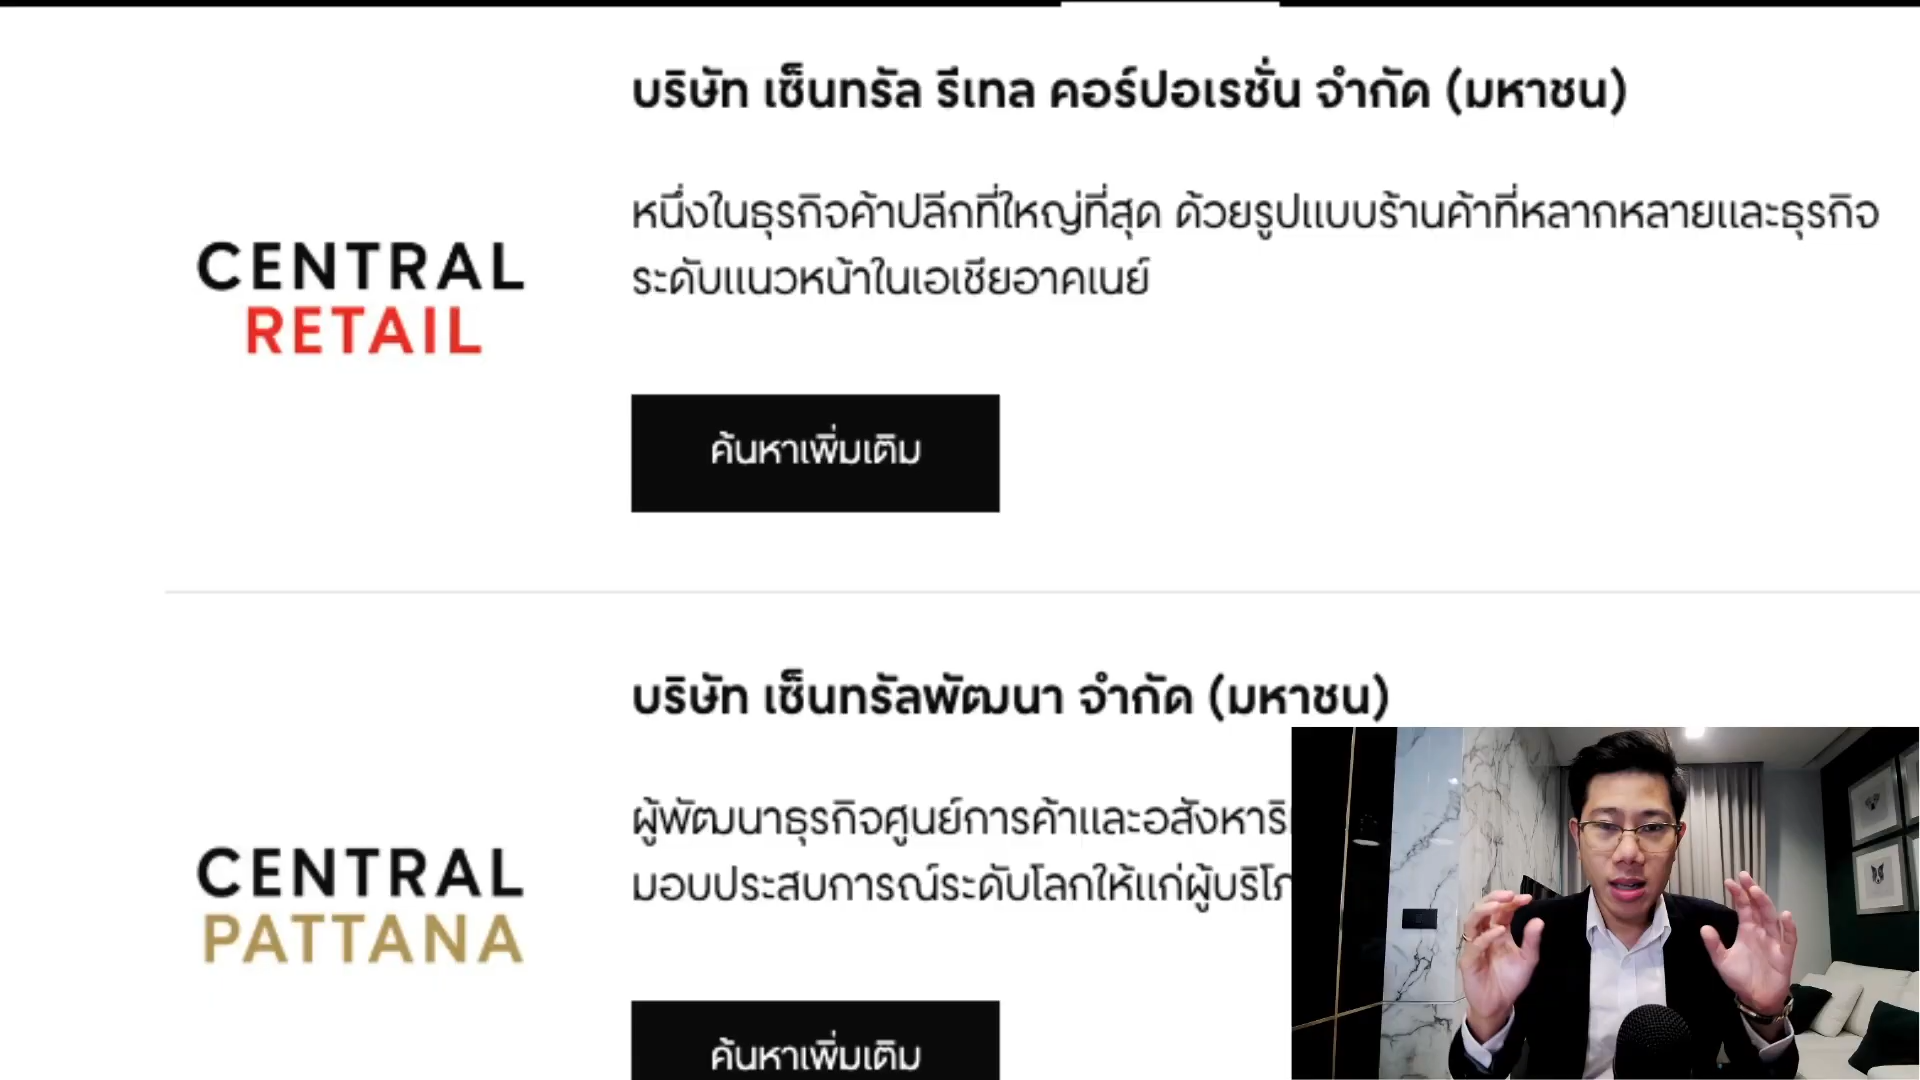 บริษัท เซ็นทรัล รีเทล คอร์ปอเรชั่น จำกัด (มหาชน)
หนึ่งในธุรกิจค้าปลีกที่ใหญ่ที่สุด ด้วยรูปแบบร้านค้าที่หลากหลายและธุรกิจ
ระดับแนวหน้าในเอเชียอาคเนย์
CENTRAL
RETAIL
ค้นหาเพิ่มเติม
บริษัท เซ็นทรัลพัฒนา จำกัด (มหาชน)
ผู้พัฒนาธุรกิจศูนย์การค้าและอสังหาริ
มอบประสบการณ์ระดับโลกให้แก่ผู้บริโภ
CENTRAL
PATTANA
ค้นหาเพิ่มเติม